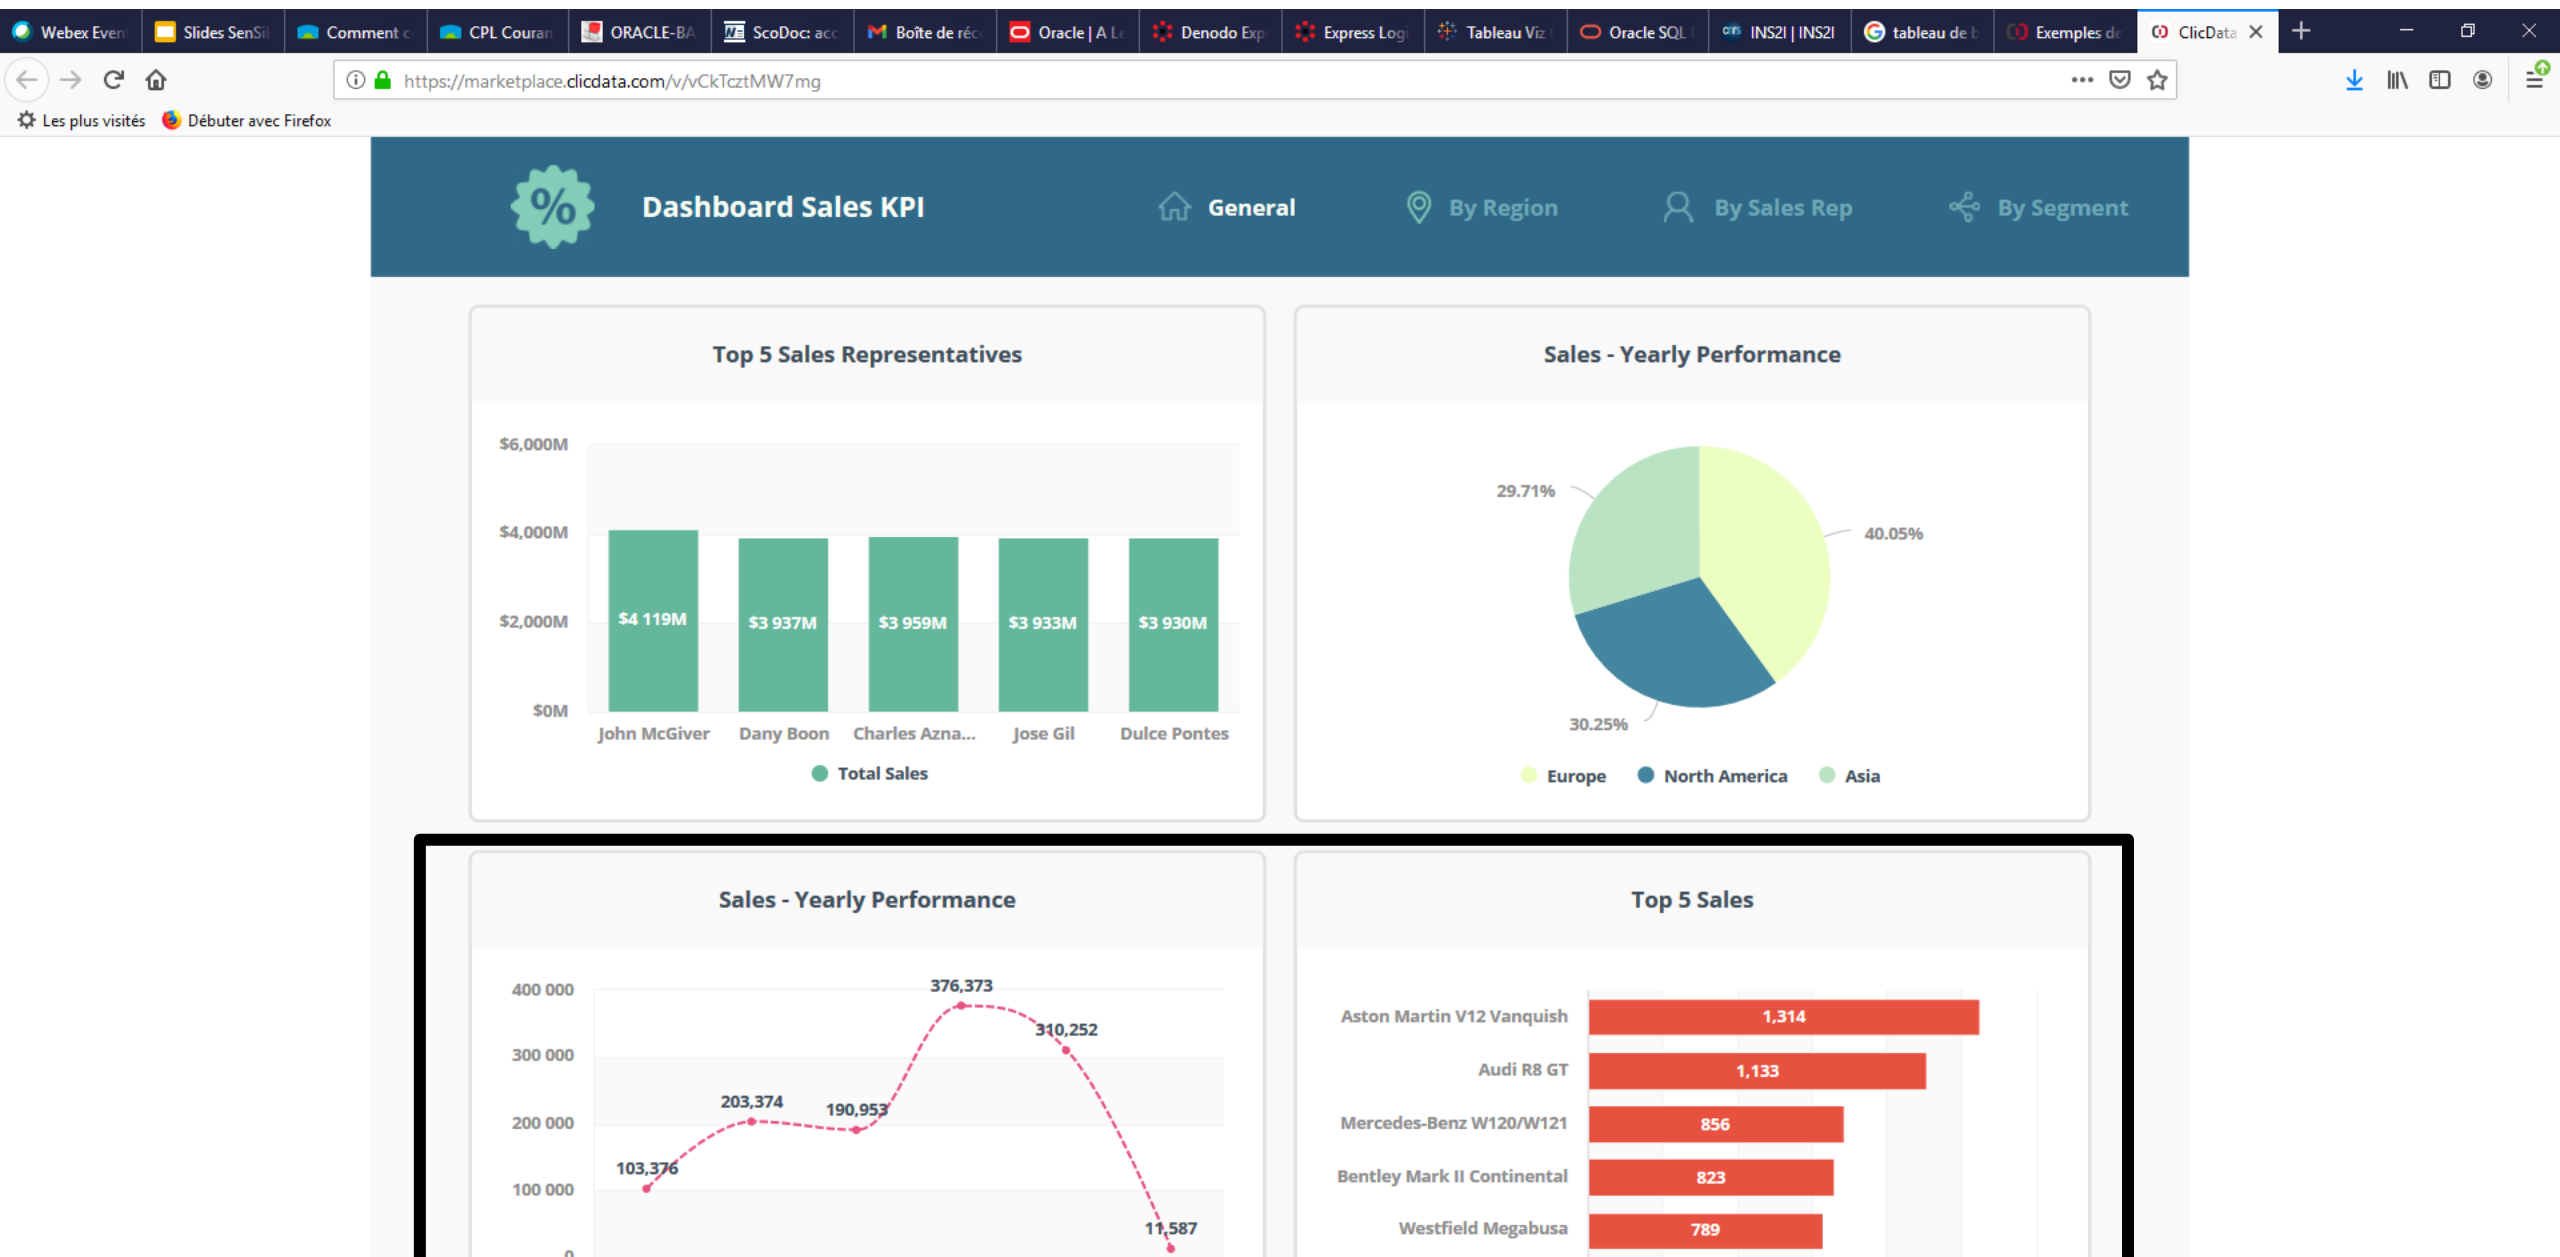 Webex Even Slides SenSi Comment c CPL Couran ORACLE-BA ScoDoc: acc Boîte de réc Oracle | A Le Denodo Exp Express Logi Tableau Viz Oracle SQL INS2I | INS2I tableau de b Exemples de ClicData
https://marketplace.clicdata.com/v/vCkTcztMW7mg
Les plus visités Débuter avec Firefox
% Dashboard Sales KPI General By Region By Sales Rep By Segment
Top 5 Sales Representatives
$6,000M
$4,000M
$2,000M
$0M
$4 119M $3 937M $3 959M $3 933M $3 930M
John McGiver Dany Boon Charles Azna... Jose Gil Dulce Pontes
Total Sales
Sales - Yearly Performance
29.71%
40.05%
30.25%
Europe North America Asia
Sales - Yearly Performance
400 000
300 000
200 000
100 000
0
103,376 203,374 190,953 376,373 310,252 11,587
Top 5 Sales
Aston Martin V12 Vanquish 1,314
Audi R8 GT 1,133
Mercedes-Benz W120/W121 856
Bentley Mark II Continental 823
Westfield Megabusa 789